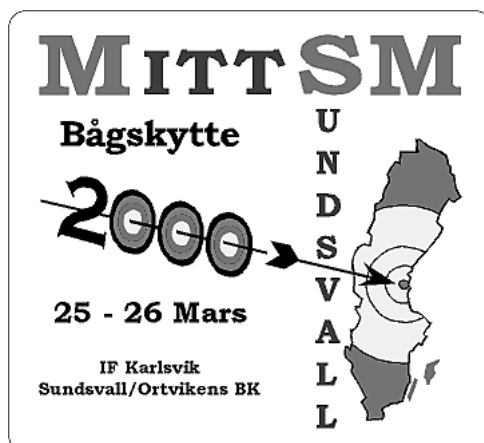 MITTSM
SUNDSVALL
Bågskytte
2000
25 - 26 Mars
IF Karlsvik
Sundsvall/Ortvikens BK